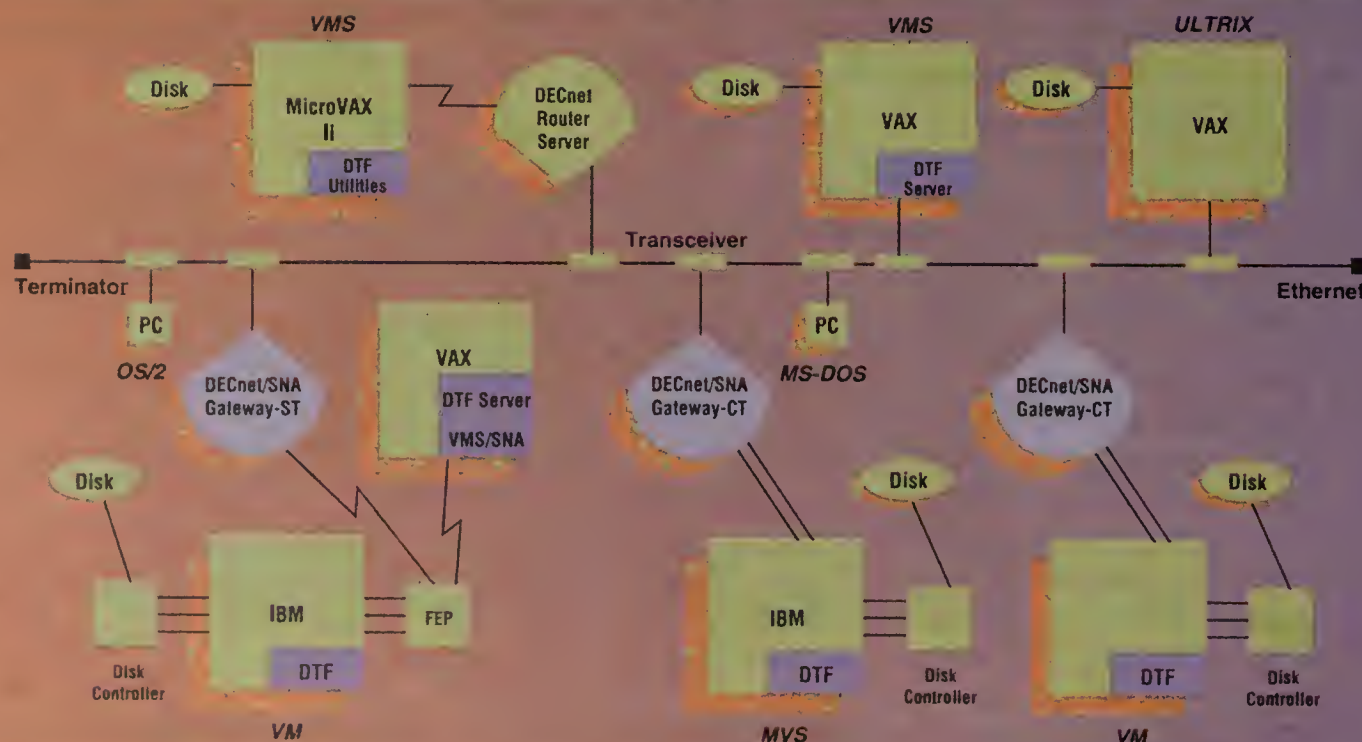 VMS
VMS
ULTRIX
Disk
MicroVAX
II
DTF
Utilities
DECnet
Router
Server
Disk
VAX
DTF
Server
Disk
VAX
Transceiver
Terminator
Ethernet
PC
OS/2
DECnet/SNA
Gateway-ST
VAX
DTF Server
VMS/SNA
DECnet/SNA
Gateway-CT
PC
MS-DOS
DECnet/SNA
Gateway-CT
Disk
Disk
Disk
IBM
DTF
FEP
Disk
Controller
IBM
DTF
Disk
Controller
DTF
Disk
Controller
VM
MVS
VM